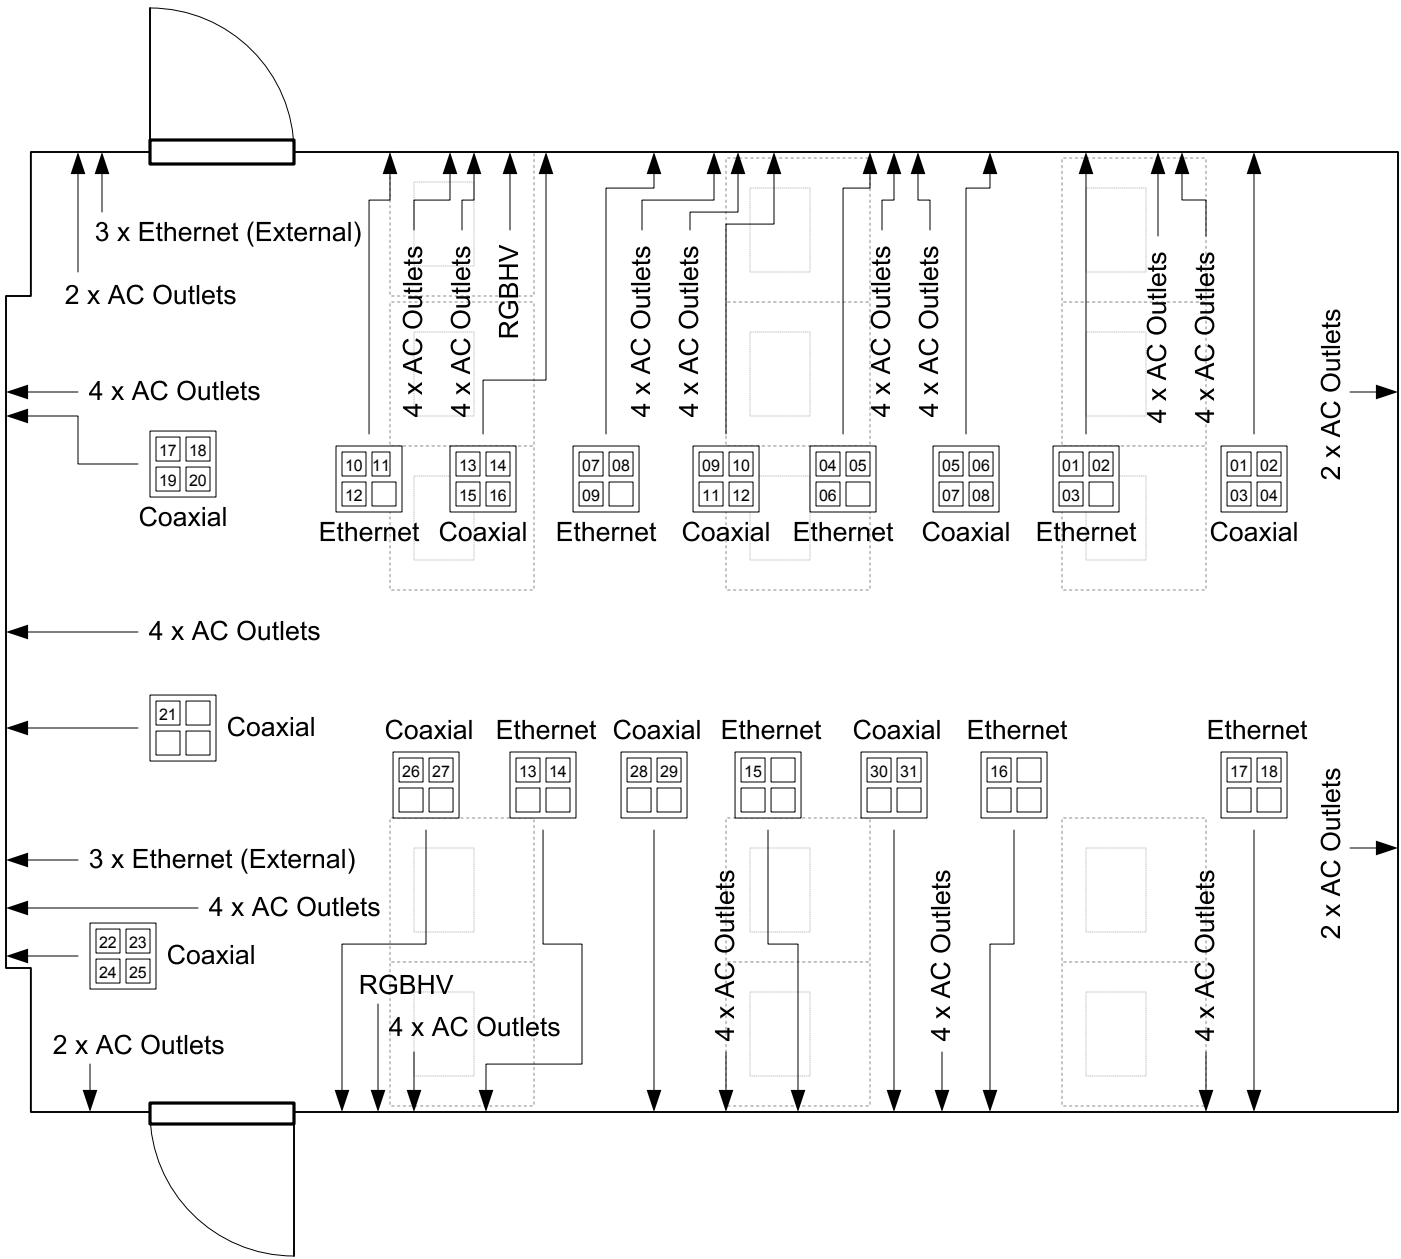 3 x Ethernet (External)
2 x AC Outlets
4 x AC Outlets
4 x AC Outlets
4 x AC Outlets
RGBHV
4 x AC Outlets
4 x AC Outlets
4 x AC Outlets
4 x AC Outlets
4 x AC Outlets
4 x AC Outlets
2 x AC Outlets
17 18
19 20
Coaxial
10 11
12
Ethernet
13 14
15 16
Coaxial
07 08
09
Ethernet
09 10
11 12
Coaxial
04 05
06
Ethernet
05 06
07 08
Coaxial
01 02
03
Ethernet
01 02
03 04
Coaxial
4 x AC Outlets
21
Coaxial
Coaxial
26 27
Ethernet
13 14
Coaxial
28 29
Ethernet
15
Coaxial
30 31
Ethernet
16
Ethernet
17 18
3 x Ethernet (External)
4 x AC Outlets
22 23
24 25
Coaxial
RGBHV
4 x AC Outlets
2 x AC Outlets
4 x AC Outlets
4 x AC Outlets
4 x AC Outlets
2 x AC Outlets